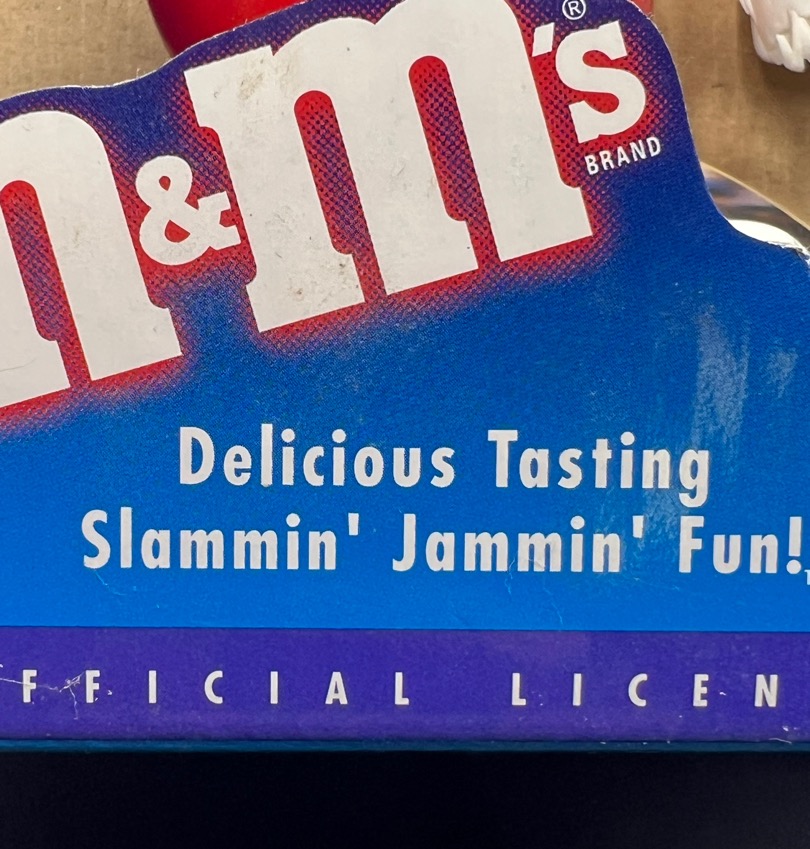 m&m's®
BRAND
Delicious Tasting
Slammin' Jammin' Fun!
FFICIAL LICEN